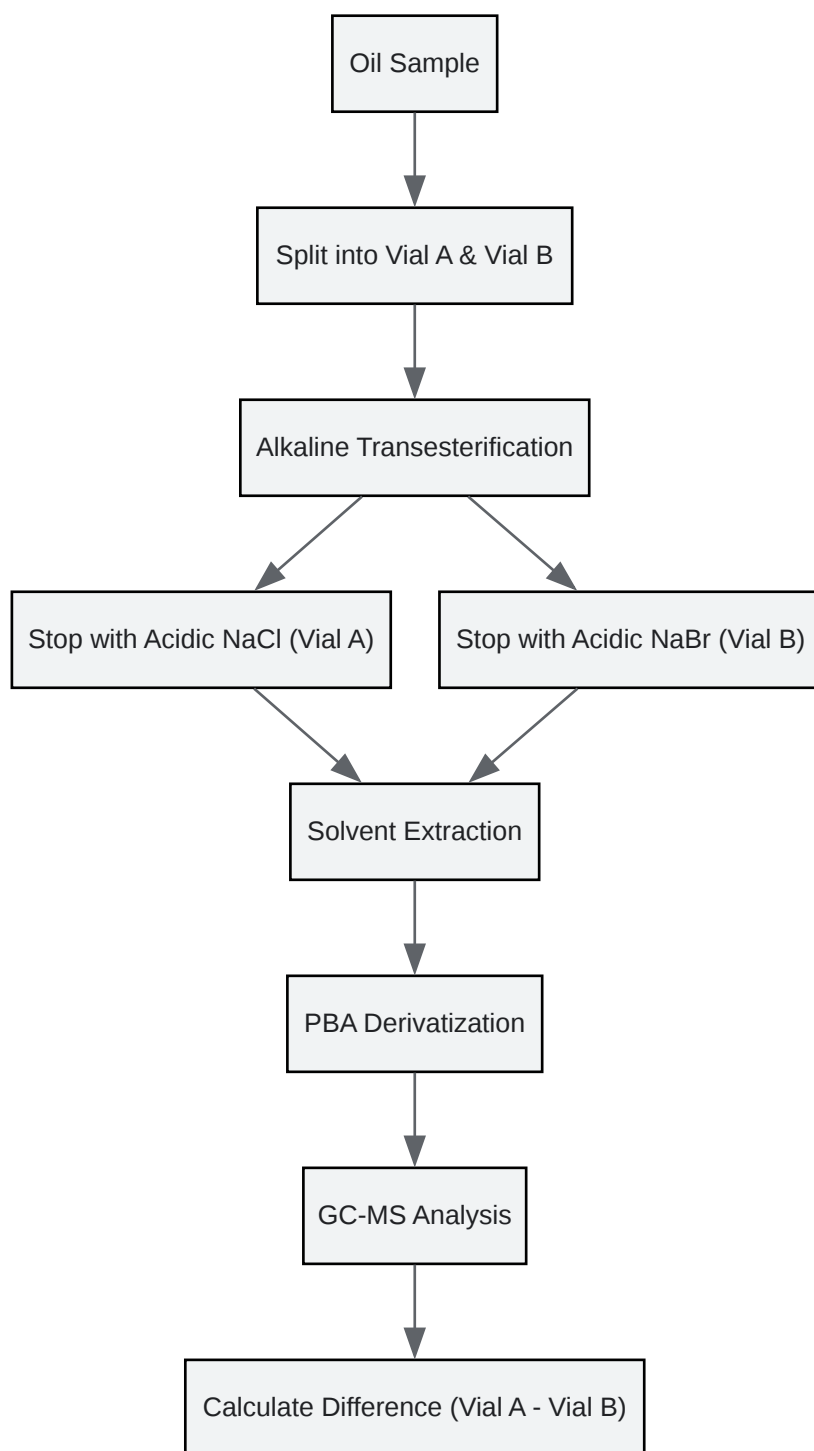 Oil Sample
Split into Vial A & Vial B
Alkaline Transesterification
Stop with Acidic NaCl (Vial A)
Stop with Acidic NaBr (Vial B)
Solvent Extraction
PBA Derivatization
GC-MS Analysis
Calculate Difference (Vial A - Vial B)